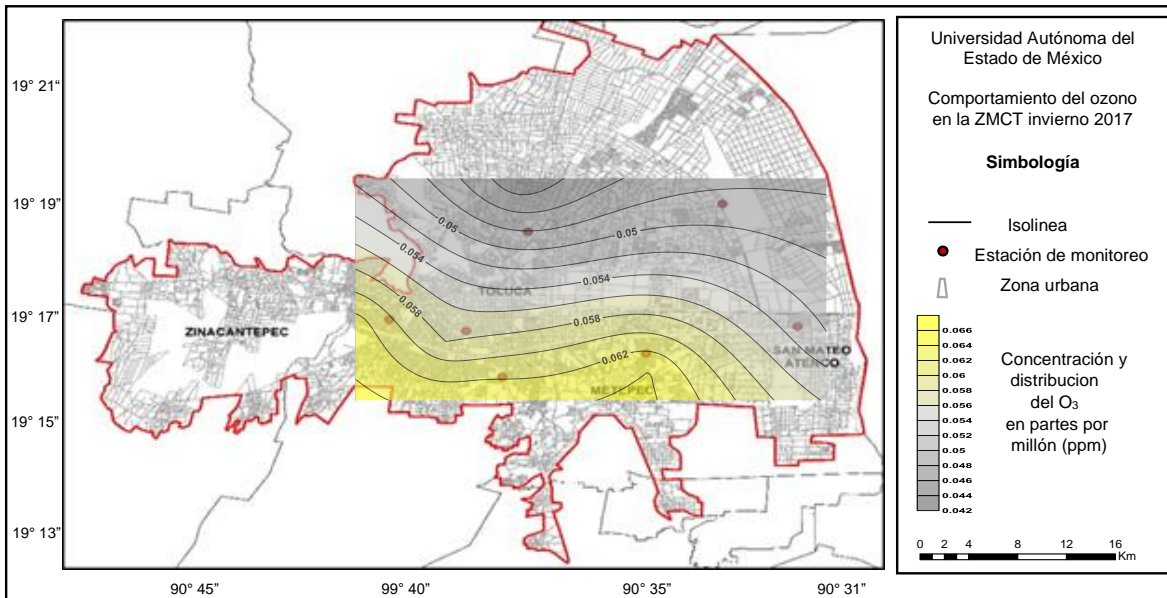 19° 21“
19° 19”
19° 17”
19° 15”
19° 13”
90° 45”
99° 40”
90° 35”
90° 31”
ZINACANTEPEC
TOLUCA
METEPEC
SAN MATEO
ATENCO
0.05
0.05
0.054
0.054
0.058
0.058
0.062
Universidad Autónoma del
Estado de México
Comportamiento del ozono
en la ZMCT invierno 2017
Simbología
Isolinea
Estación de monitoreo
Zona urbana
0.066
0.064
0.062
0.06
0.058
0.056
0.054
0.052
0.05
0.048
0.046
0.044
0.042
Concentración y
distribucion
del O₃
en partes por
millón (ppm)
0 2 4 8 12 16
Km